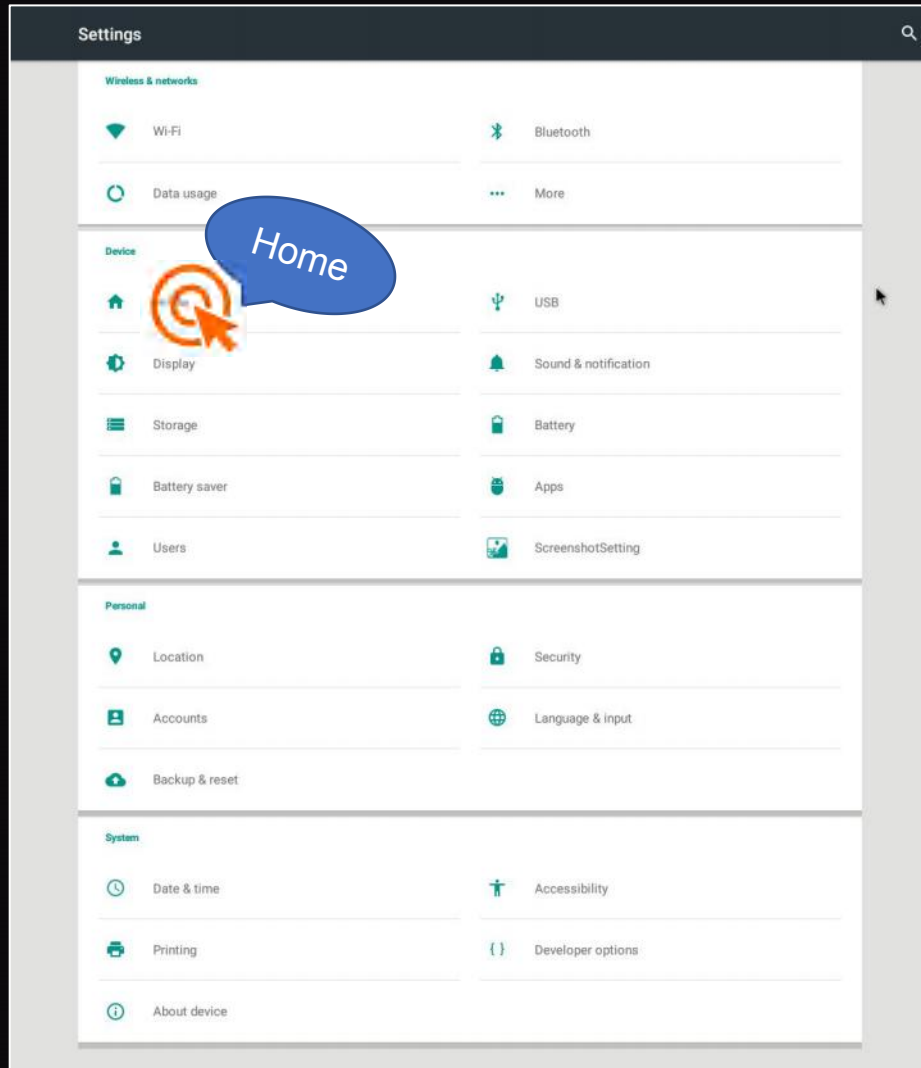 Settings
Wireless & networks
Wi-Fi
Bluetooth
Data usage
More
Device
Home
USB
Display
Sound & notification
Storage
Battery
Battery saver
Apps
Users
ScreenshotSetting
Personal
Location
Security
Accounts
Language & input
Backup & reset
System
Date & time
Accessibility
Printing
{ } Developer options
About device